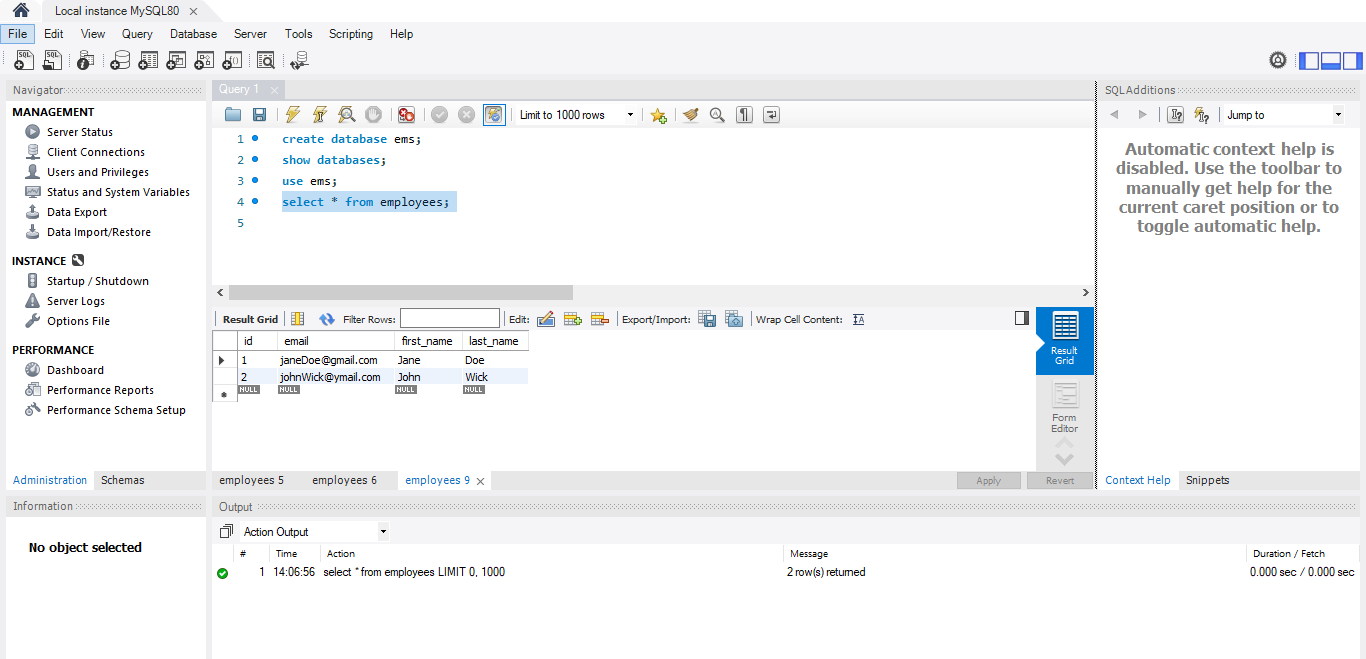 Local instance MySQL80
File Edit View Query Database Server Tools Scripting Help
Navigator
MANAGEMENT
Server Status
Client Connections
Users and Privileges
Status and System Variables
Data Export
Data Import/Restore
INSTANCE
Startup / Shutdown
Server Logs
Options File
PERFORMANCE
Dashboard
Performance Reports
Performance Schema Setup
Administration Schemas
Information
No object selected
Query 1
Limit to 1000 rows
1 create database ems;
2 show databases;
3 use ems;
4 select * from employees;
5
Result Grid Filter Rows: Edit: Export/Import: Wrap Cell Content:
id email first_name last_name
1 janeDoe@gmail.com Jane Doe
2 johnWick@ymail.com John Wick
NULL NULL NULL NULL
Result
Grid
Form
Editor
employees 5 employees 6 employees 9 Apply Revert
SQLAdditions
Jump to
Automatic context help is
disabled. Use the toolbar to
manually get help for the
current caret position or to
toggle automatic help.
Context Help Snippets
Output
Action Output
# Time Action Message Duration / Fetch
1 14:06:56 select * from employees LIMIT 0, 1000 2 row(s) returned 0.000 sec / 0.000 sec